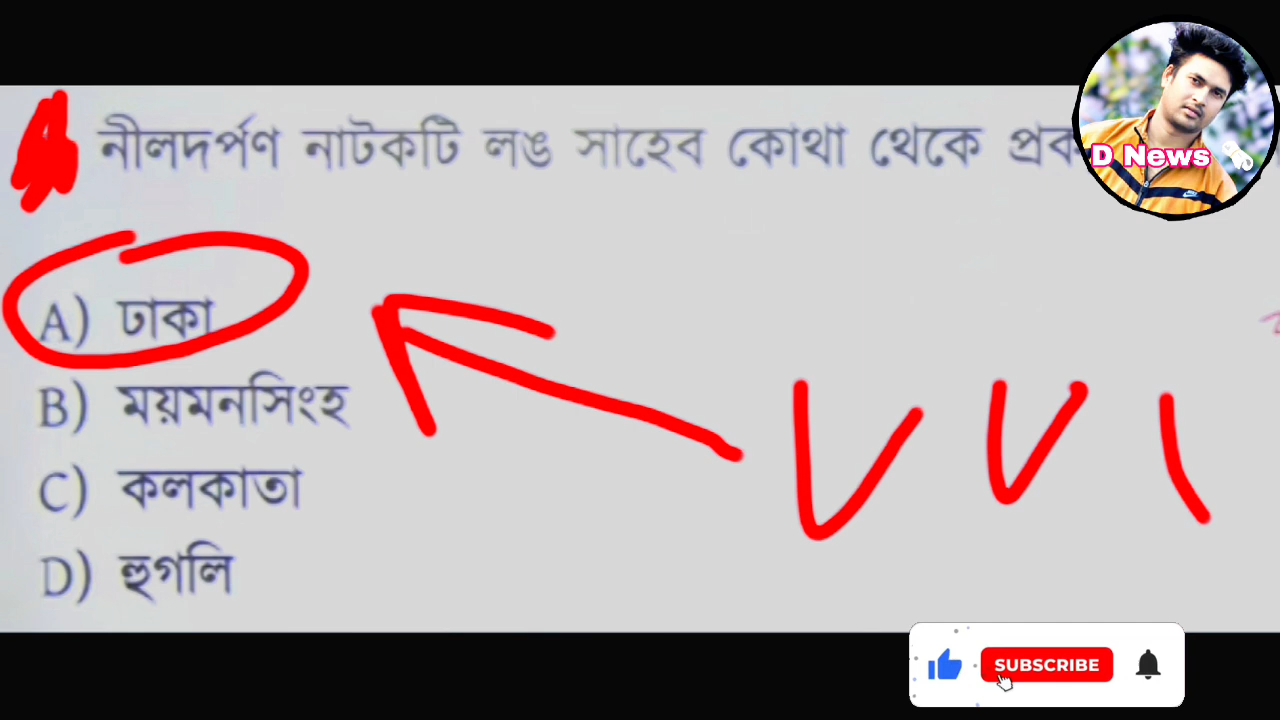 নীলদর্পণ নাটকটি লঙ সাহেব কোথা থেকে প্রক
D News
A) ঢাকা
B) ময়মনসিংহ
C) কলকাতা
D) হুগলি
V V I
SUBSCRIBE